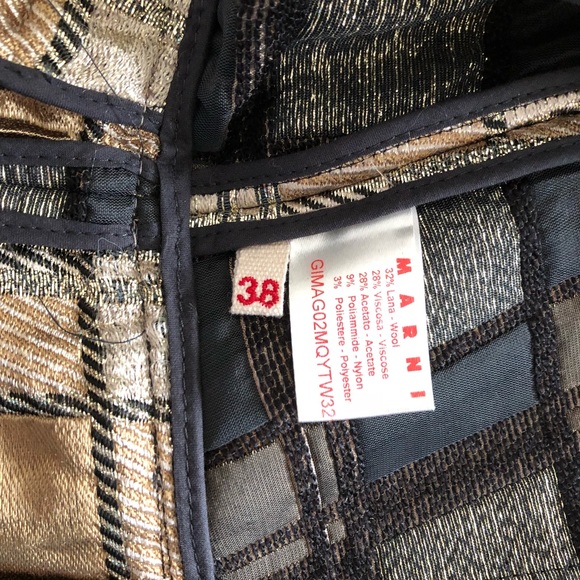 38
MARNI
32% Lana - Wool
28% Viscosa - Viscose
28% Acetato - Acetate
9% Poliammide - Nylon
3% Poliestere - Polyester
GIMAG02MQYTW32